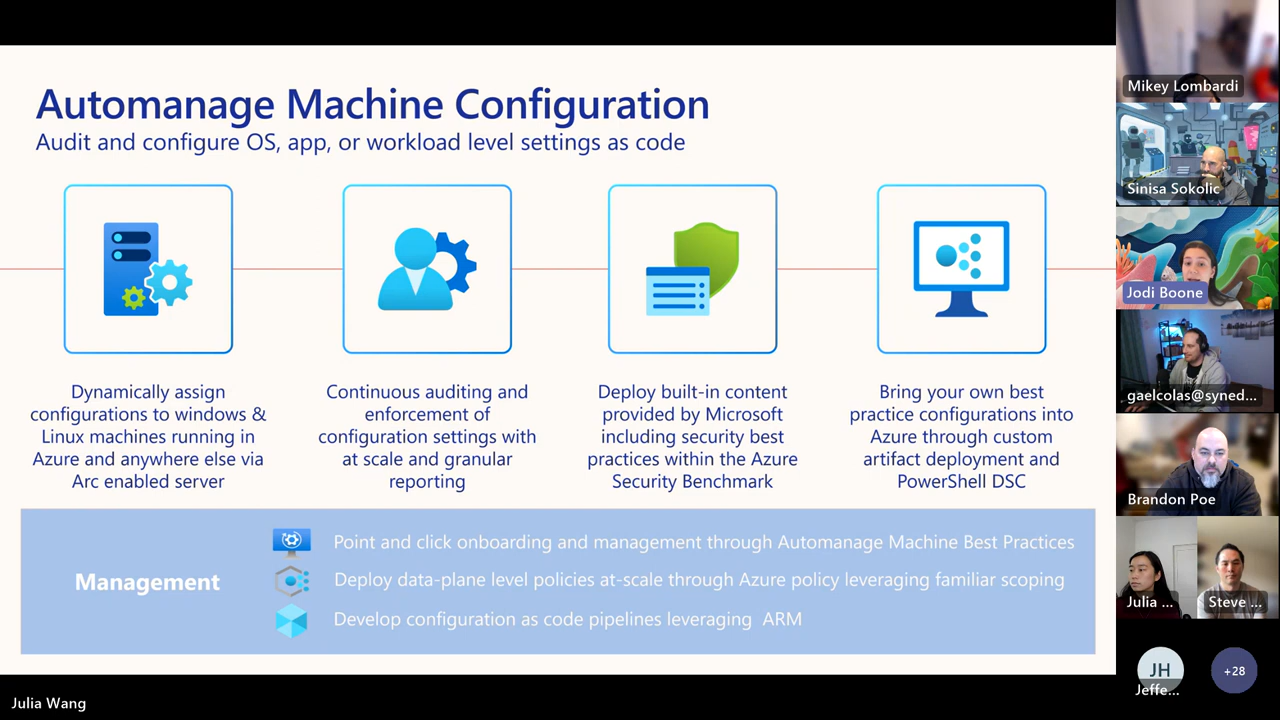 Automanage Machine Configuration
Audit and configure OS, app, or workload level settings as code
Dynamically assign
configurations to windows &
Linux machines running in
Azure and anywhere else via
Arc enabled server
Continuous auditing and
enforcement of
configuration settings with
at scale and granular
reporting
Deploy built-in content
provided by Microsoft
including security best
practices within the Azure
Security Benchmark
Bring your own best
practice configurations into
Azure through custom
artifact deployment and
PowerShell DSC
Management
Point and click onboarding and management through Automanage Machine Best Practices
Deploy data-plane level policies at-scale through Azure policy leveraging familiar scoping
Develop configuration as code pipelines leveraging ARM
Julia Wang
Mikey Lombardi
Sinisa Sokolic
Jodi Boone
gaelcolas@syned...
Brandon Poe
Julia ...
Steve ...
JH
Jeffe...
+28